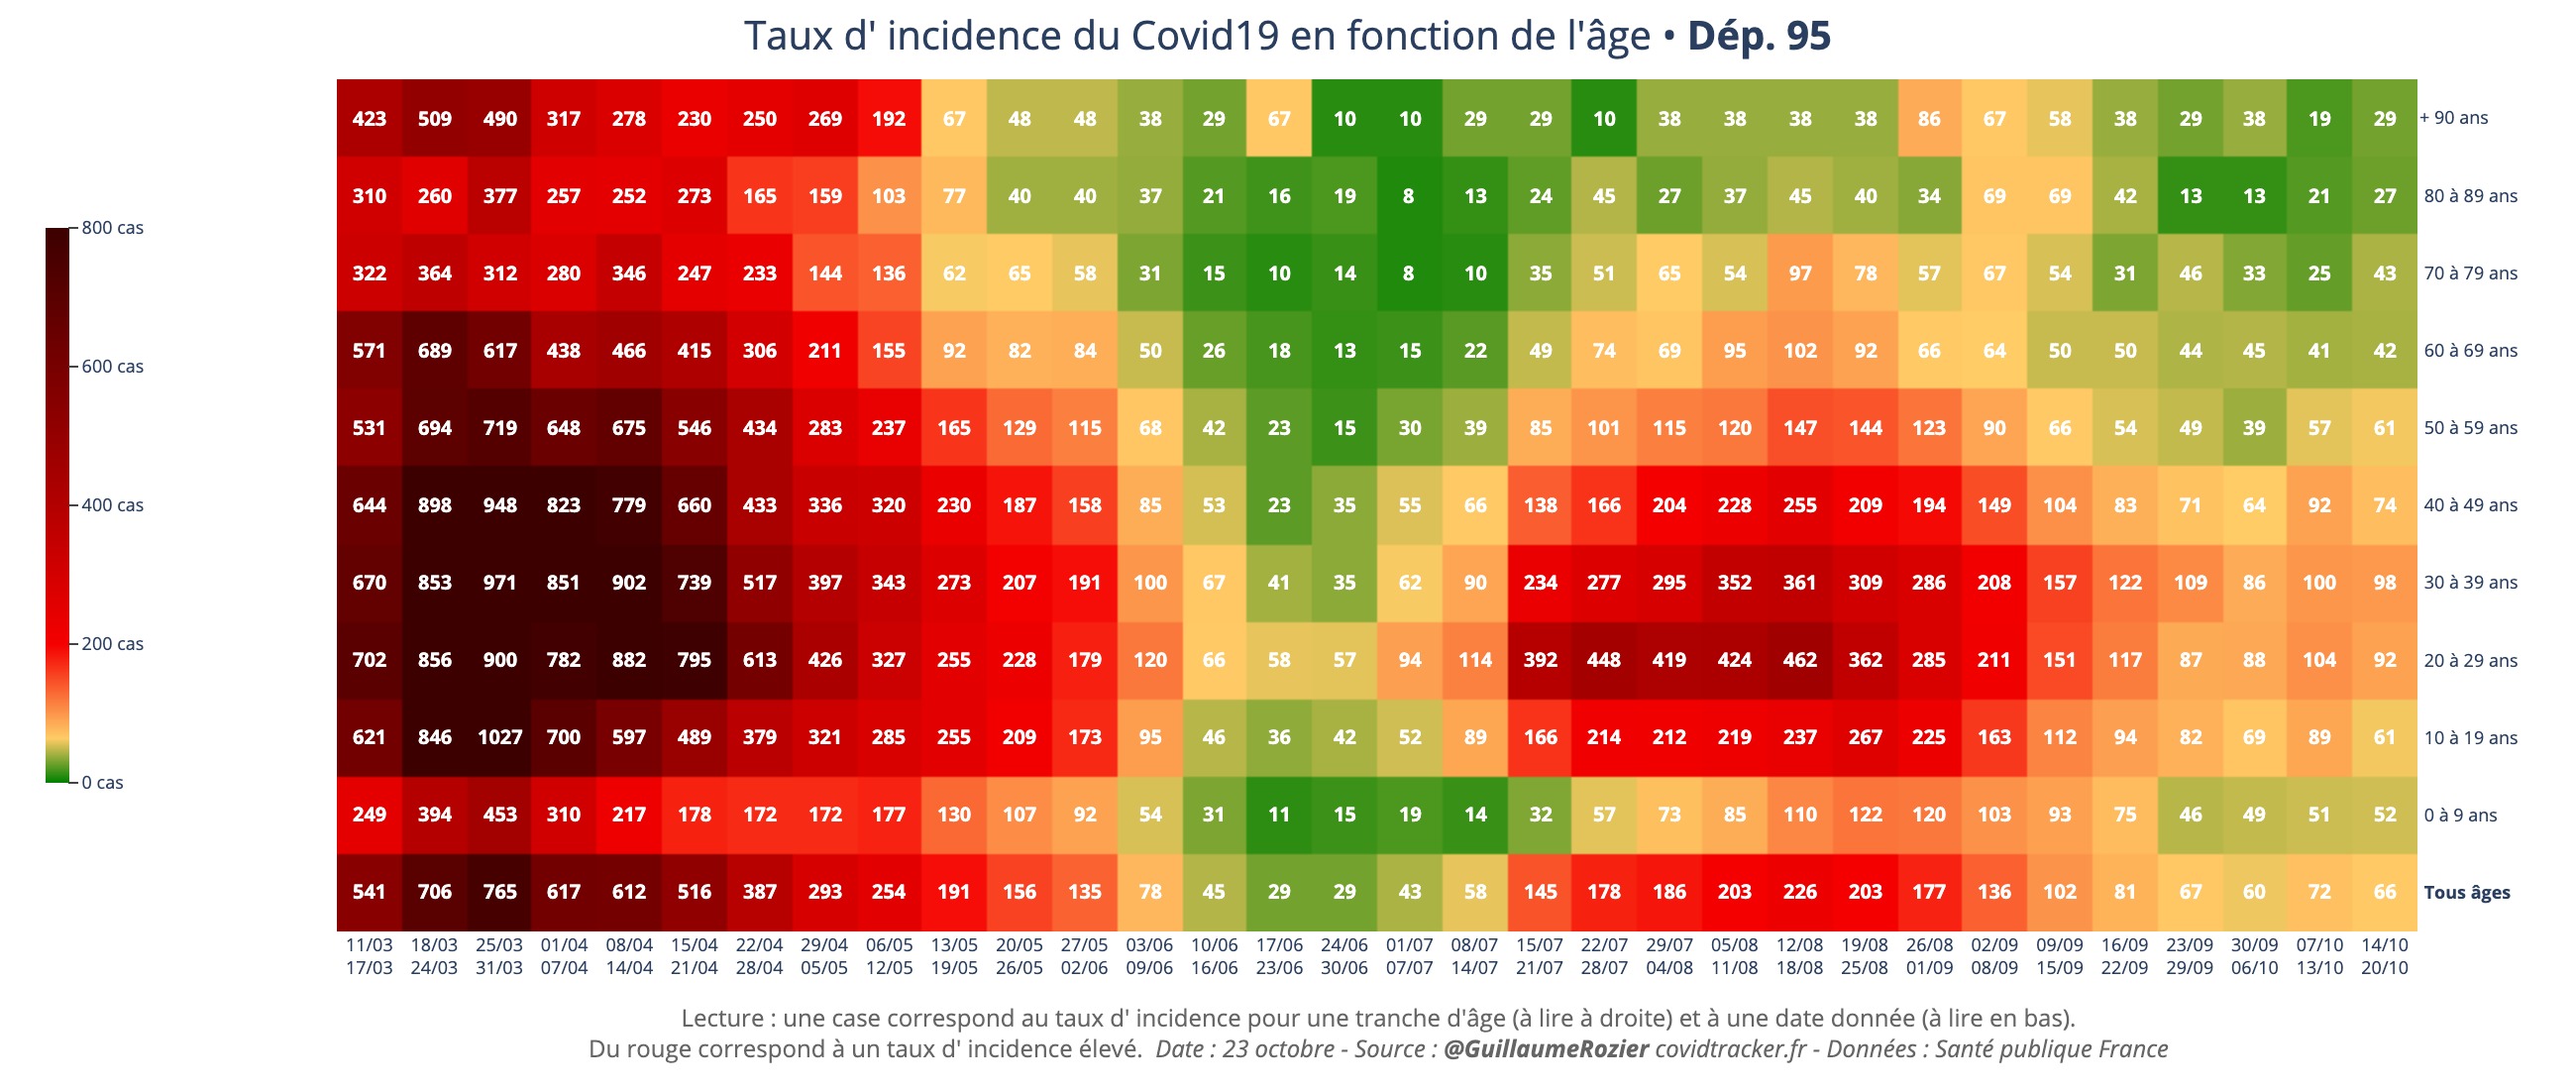 Taux d' incidence du Covid19 en fonction de l'âge • Dép. 95
800 cas
600 cas
400 cas
200 cas
0 cas
423 509 490 317 278 230 250 269 192 67 48 48 38 29 67 10 10 29 29 10 38 38 38 38 86 67 58 38 29 38 19 29 + 90 ans
310 260 377 257 252 273 165 159 103 77 40 40 37 21 16 19 8 13 24 45 27 37 45 40 34 69 69 42 13 13 21 27 80 à 89 ans
322 364 312 280 346 247 233 144 136 62 65 58 31 15 10 14 8 10 35 51 65 54 97 78 57 67 54 31 46 33 25 43 70 à 79 ans
571 689 617 438 466 415 306 211 155 92 82 84 50 26 18 13 15 22 49 74 69 95 102 92 66 64 50 50 44 45 41 42 60 à 69 ans
531 694 719 648 675 546 434 283 237 165 129 115 68 42 23 15 30 39 85 101 115 120 147 144 123 90 66 54 49 39 57 61 50 à 59 ans
644 898 948 823 779 660 433 336 320 230 187 158 85 53 23 35 55 66 138 166 204 228 255 209 194 149 104 83 71 64 92 74 40 à 49 ans
670 853 971 851 902 739 517 397 343 273 207 191 100 67 41 35 62 90 234 277 295 352 361 309 286 208 157 122 109 86 100 98 30 à 39 ans
702 856 900 782 882 795 613 426 327 255 228 179 120 66 58 57 94 114 392 448 419 424 462 362 285 211 151 117 87 88 104 92 20 à 29 ans
621 846 1027 700 597 489 379 321 285 255 209 173 95 46 36 42 52 89 166 214 212 219 237 267 225 163 112 94 82 69 89 61 10 à 19 ans
249 394 453 310 217 178 172 172 177 130 107 92 54 31 11 15 19 14 32 57 73 85 110 122 120 103 93 75 46 49 51 52 0 à 9 ans
541 706 765 617 612 516 387 293 254 191 156 135 78 45 29 29 43 58 145 178 186 203 226 203 177 136 102 81 67 60 72 66 Tous âges
11/03 18/03 25/03 01/04 08/04 15/04 22/04 29/04 06/05 13/05 20/05 27/05 03/06 10/06 17/06 24/06 01/07 08/07 15/07 22/07 29/07 05/08 12/08 19/08 26/08 02/09 09/09 16/09 23/09 30/09 07/10 14/10
17/03 24/03 31/03 07/04 14/04 21/04 28/04 05/05 12/05 19/05 26/05 02/06 09/06 16/06 23/06 30/06 07/07 14/07 21/07 28/07 04/08 11/08 18/08 25/08 01/09 08/09 15/09 22/09 29/09 06/10 13/10 20/10
Lecture : une case correspond au taux d' incidence pour une tranche d'âge (à lire à droite) et à une date donnée (à lire en bas).
Du rouge correspond à un taux d' incidence élevé. Date : 23 octobre - Source : @GuillaumeRozier covidtracker.fr - Données : Santé publique France